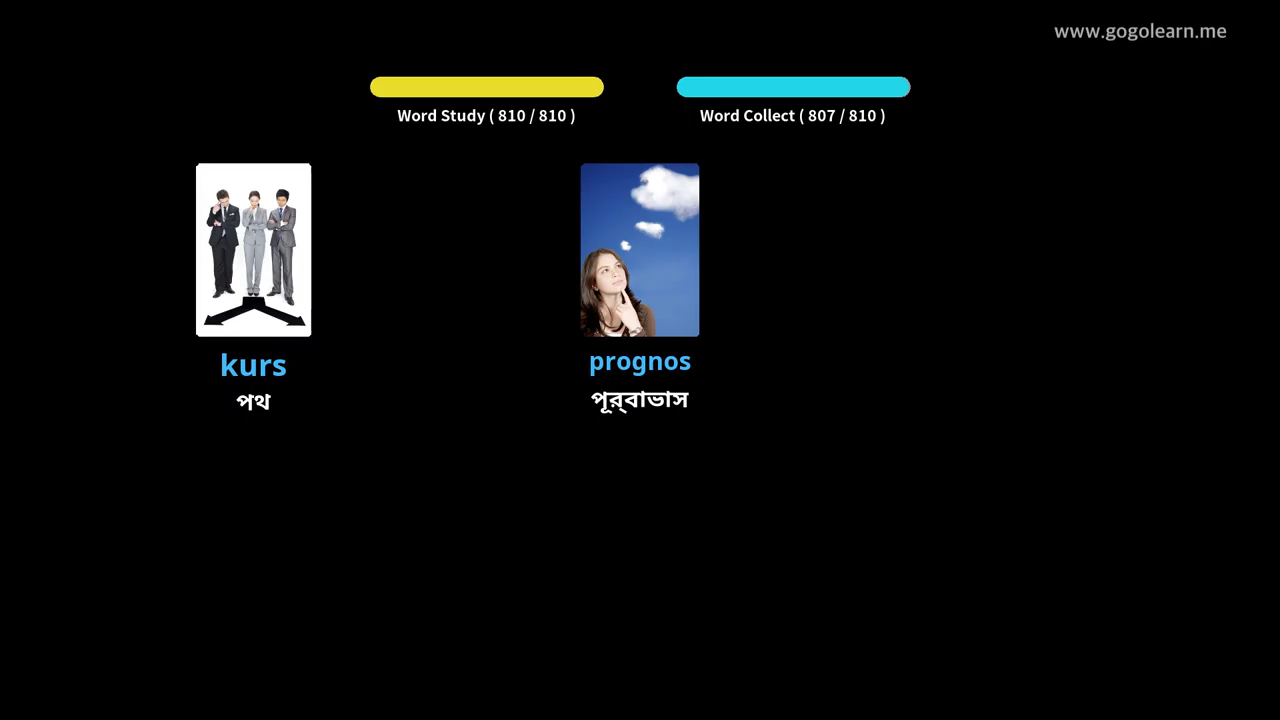 www.gogolearn.me
Word Study ( 810 / 810 )
Word Collect ( 807 / 810 )
kurs
prognos
পথ
পূর্‌বাভাস